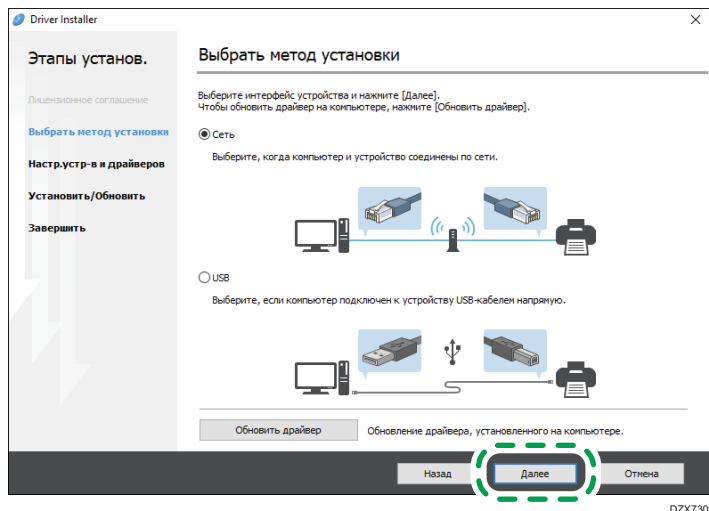 Driver Installer
Этапы установ.
Лицензионное соглашение
Выбрать метод установки
Настр.устр-в и драйверов
Установить/Обновить
Завершить
Выбрать метод установки
Выберите интерфейс устройства и нажмите [Далее].
Чтобы обновить драйвер на компьютере, нажмите [Обновить драйвер].
Сеть
Выберите, когда компьютер и устройство соединены по сети.
USB
Выберите, если компьютер подключен к устройству USB-кабелем напрямую.
Обновить драйвер
Обновление драйвера, установленного на компьютере.
Назад
Далее
Отмена
DZX730